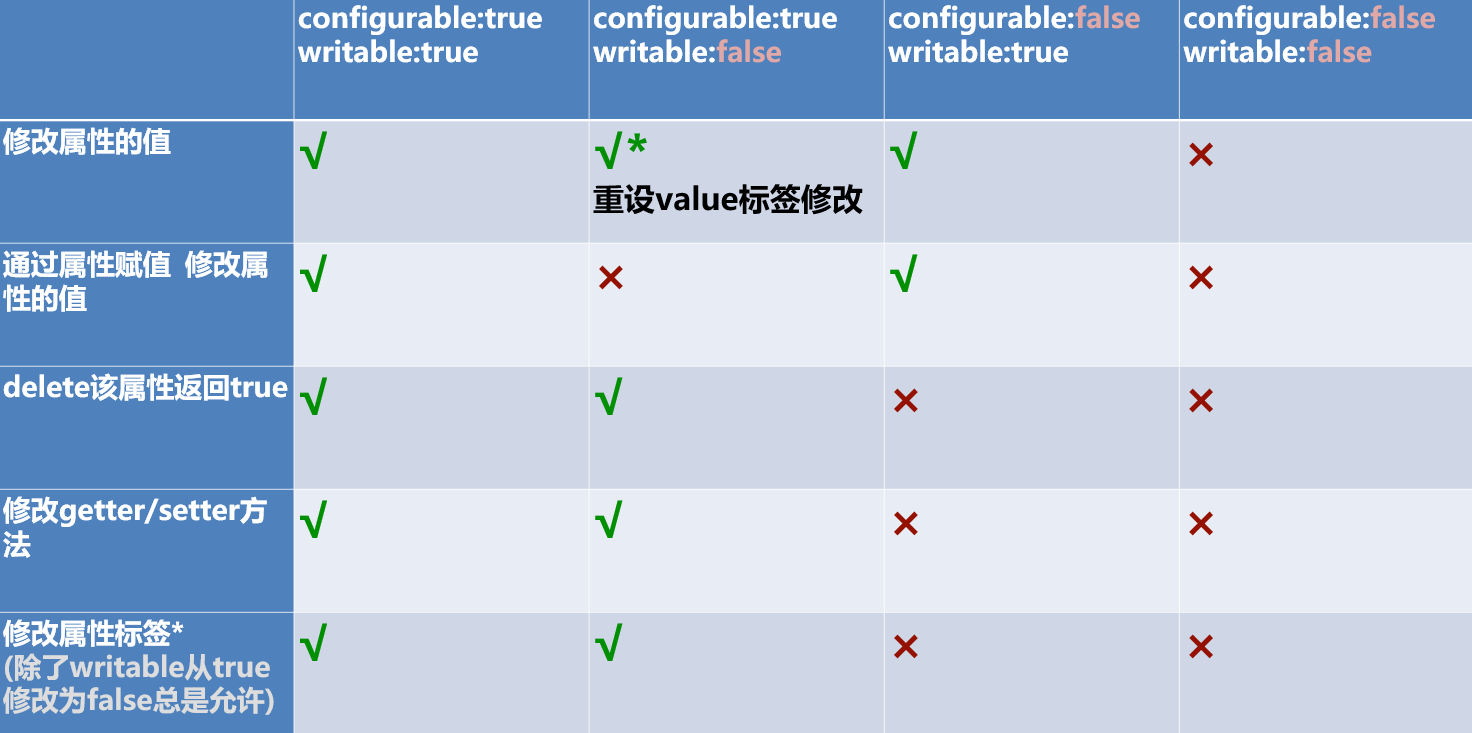 configurable:true
writable:true
configurable:true
writable:false
configurable:false
writable:true
configurable:false
writable:false
修改属性的值
√
√*
重设value标签修改
√
×
通过属性赋值 修改属
性的值
√
×
√
×
delete该属性返回true
√
√
×
×
修改getter/setter方
法
√
√
×
×
修改属性标签*
(除了writable从true
修改为false总是允许)
√
√
×
×